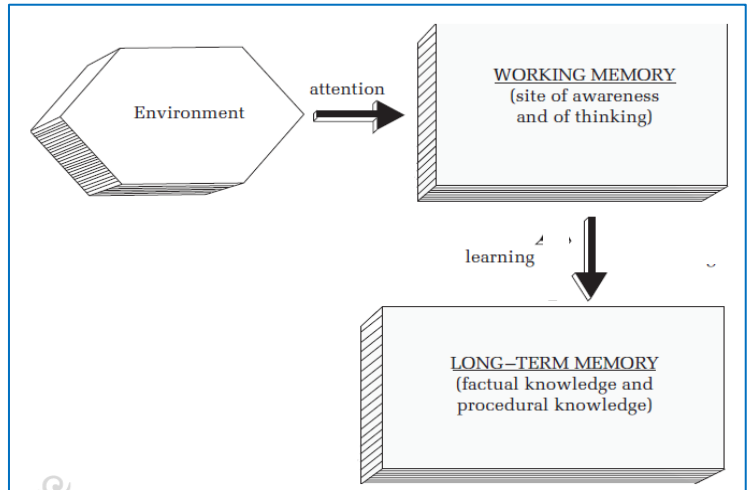 attention
Environment
WORKING MEMORY
(site of awareness
and of thinking)
learning
LONG–TERM MEMORY
(factual knowledge and
procedural knowledge)